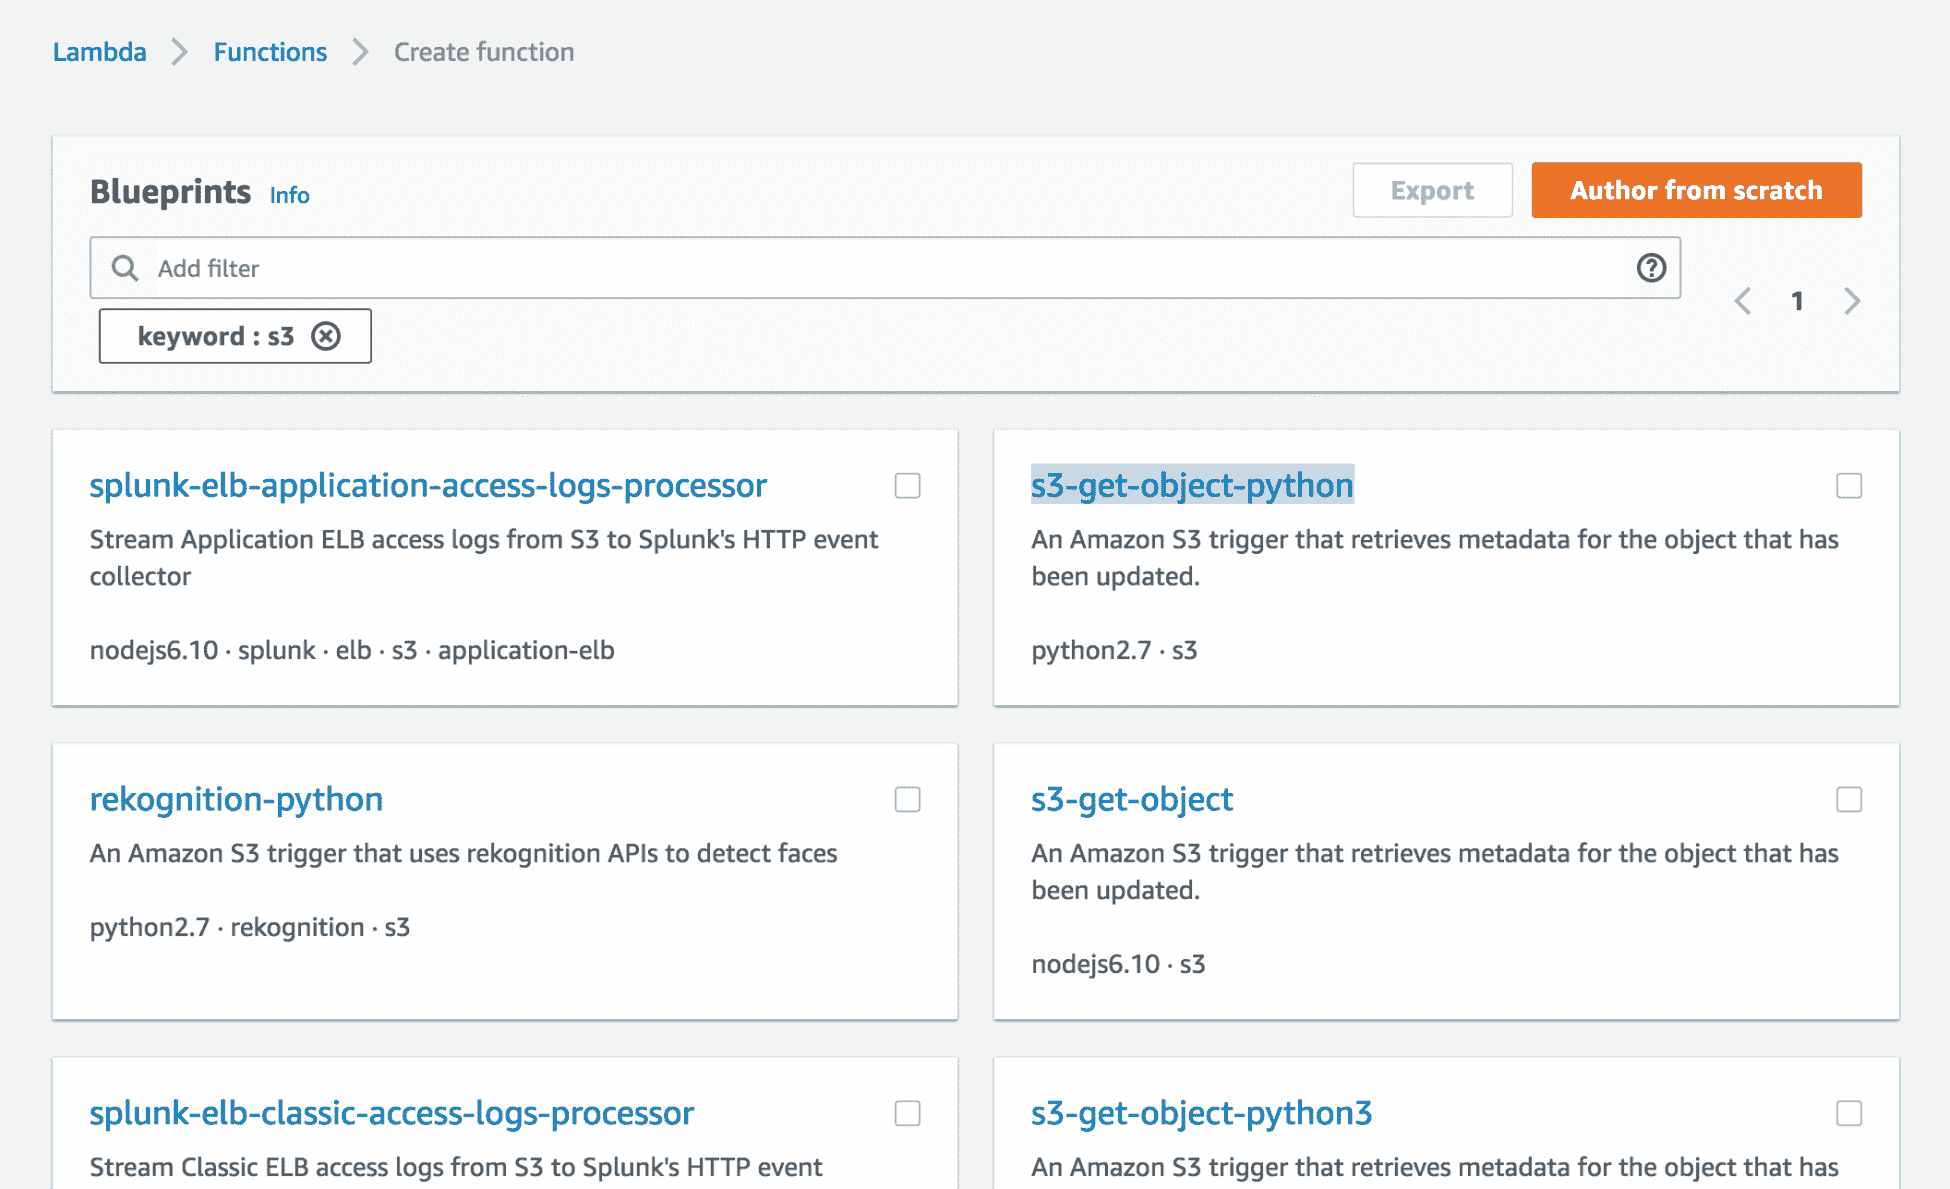 Lambda > Functions > Create function
Blueprints Info
Export
Author from scratch
Add filter
1
keyword : s3
splunk-elb-application-access-logs-processor
Stream Application ELB access logs from S3 to Splunk's HTTP event
collector
nodejs6.10 · splunk · elb · s3 · application-elb
s3-get-object-python
An Amazon S3 trigger that retrieves metadata for the object that has
been updated.
python2.7 · s3
rekognition-python
An Amazon S3 trigger that uses rekognition APIs to detect faces
python2.7 · rekognition · s3
s3-get-object
An Amazon S3 trigger that retrieves metadata for the object that has
been updated.
nodejs6.10 · s3
splunk-elb-classic-access-logs-processor
Stream Classic ELB access logs from S3 to Splunk's HTTP event
s3-get-object-python3
An Amazon S3 trigger that retrieves metadata for the object that has